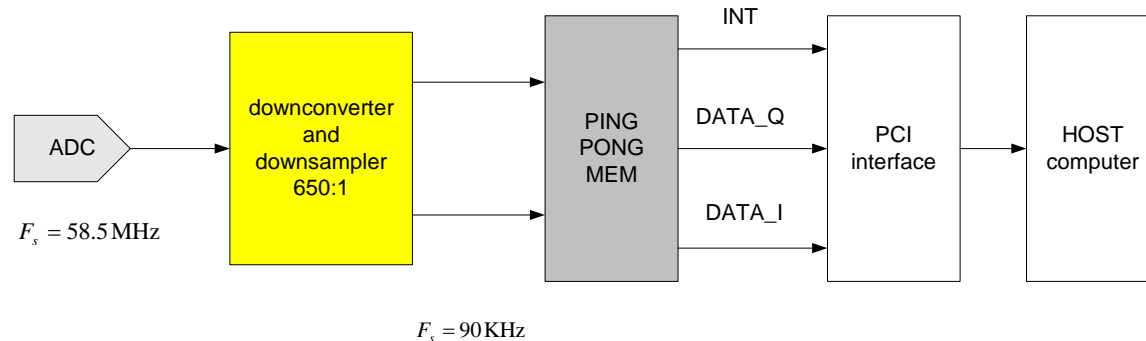 ADC
F_s = 58.5 MHz
downconverter
and
downsampler
650:1
F_s = 90 KHz
PING
PONG
MEM
INT
DATA_Q
DATA_I
PCI
interface
HOST
computer